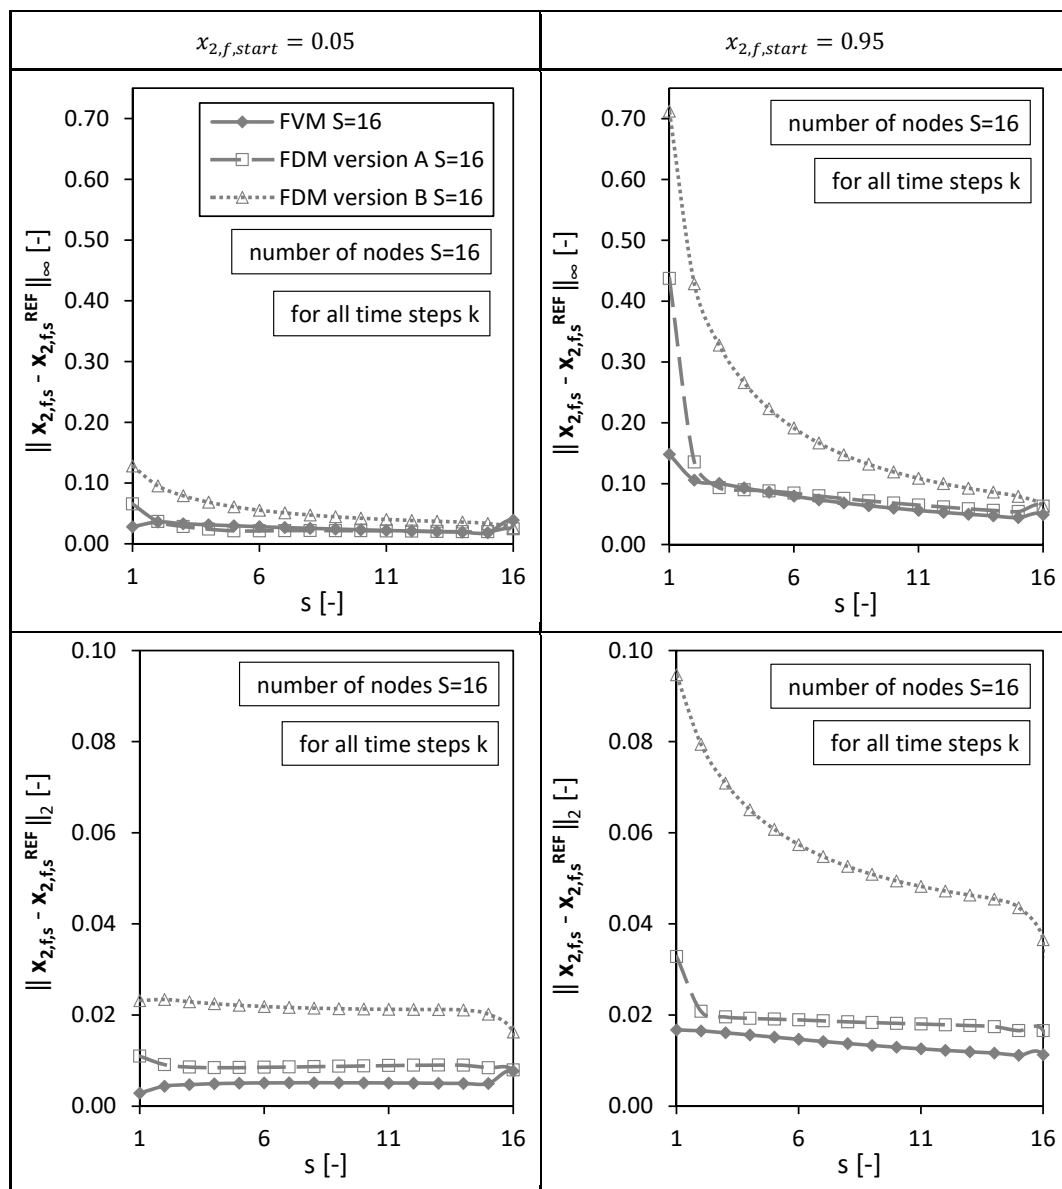 x2,f,start = 0.05
x2,f,start = 0.95
|| x2,f,s - x2,f,sREF ||∞ [-]
0.70
0.60
0.50
0.40
0.30
0.20
0.10
0.00
FVM S=16
FDM version A S=16
FDM version B S=16
number of nodes S=16
for all time steps k
1
6
11
16
s [-]
|| x2,f,s - x2,f,sREF ||∞ [-]
0.70
0.60
0.50
0.40
0.30
0.20
0.10
0.00
number of nodes S=16
for all time steps k
1
6
11
16
s [-]
|| x2,f,s - x2,f,sREF ||2 [-]
0.10
0.08
0.06
0.04
0.02
0.00
number of nodes S=16
for all time steps k
1
6
11
16
s [-]
|| x2,f,s - x2,f,sREF ||2 [-]
0.10
0.08
0.06
0.04
0.02
0.00
number of nodes S=16
for all time steps k
1
6
11
16
s [-]